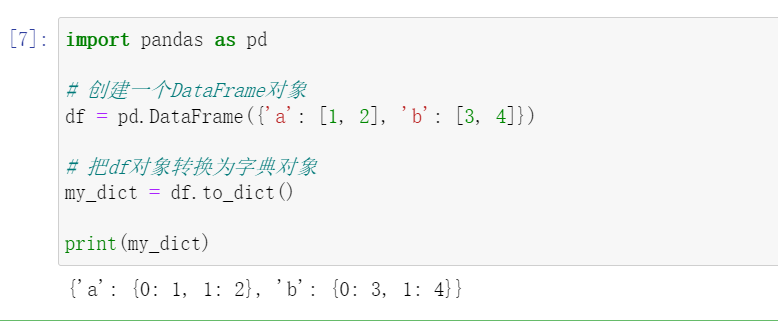 [7]: import pandas as pd
# 创建一个DataFrame对象
df = pd.DataFrame({'a': [1, 2], 'b': [3, 4]})
# 把df对象转换为字典对象
my_dict = df.to_dict()
print(my_dict)
{'a': {0: 1, 1: 2}, 'b': {0: 3, 1: 4}}